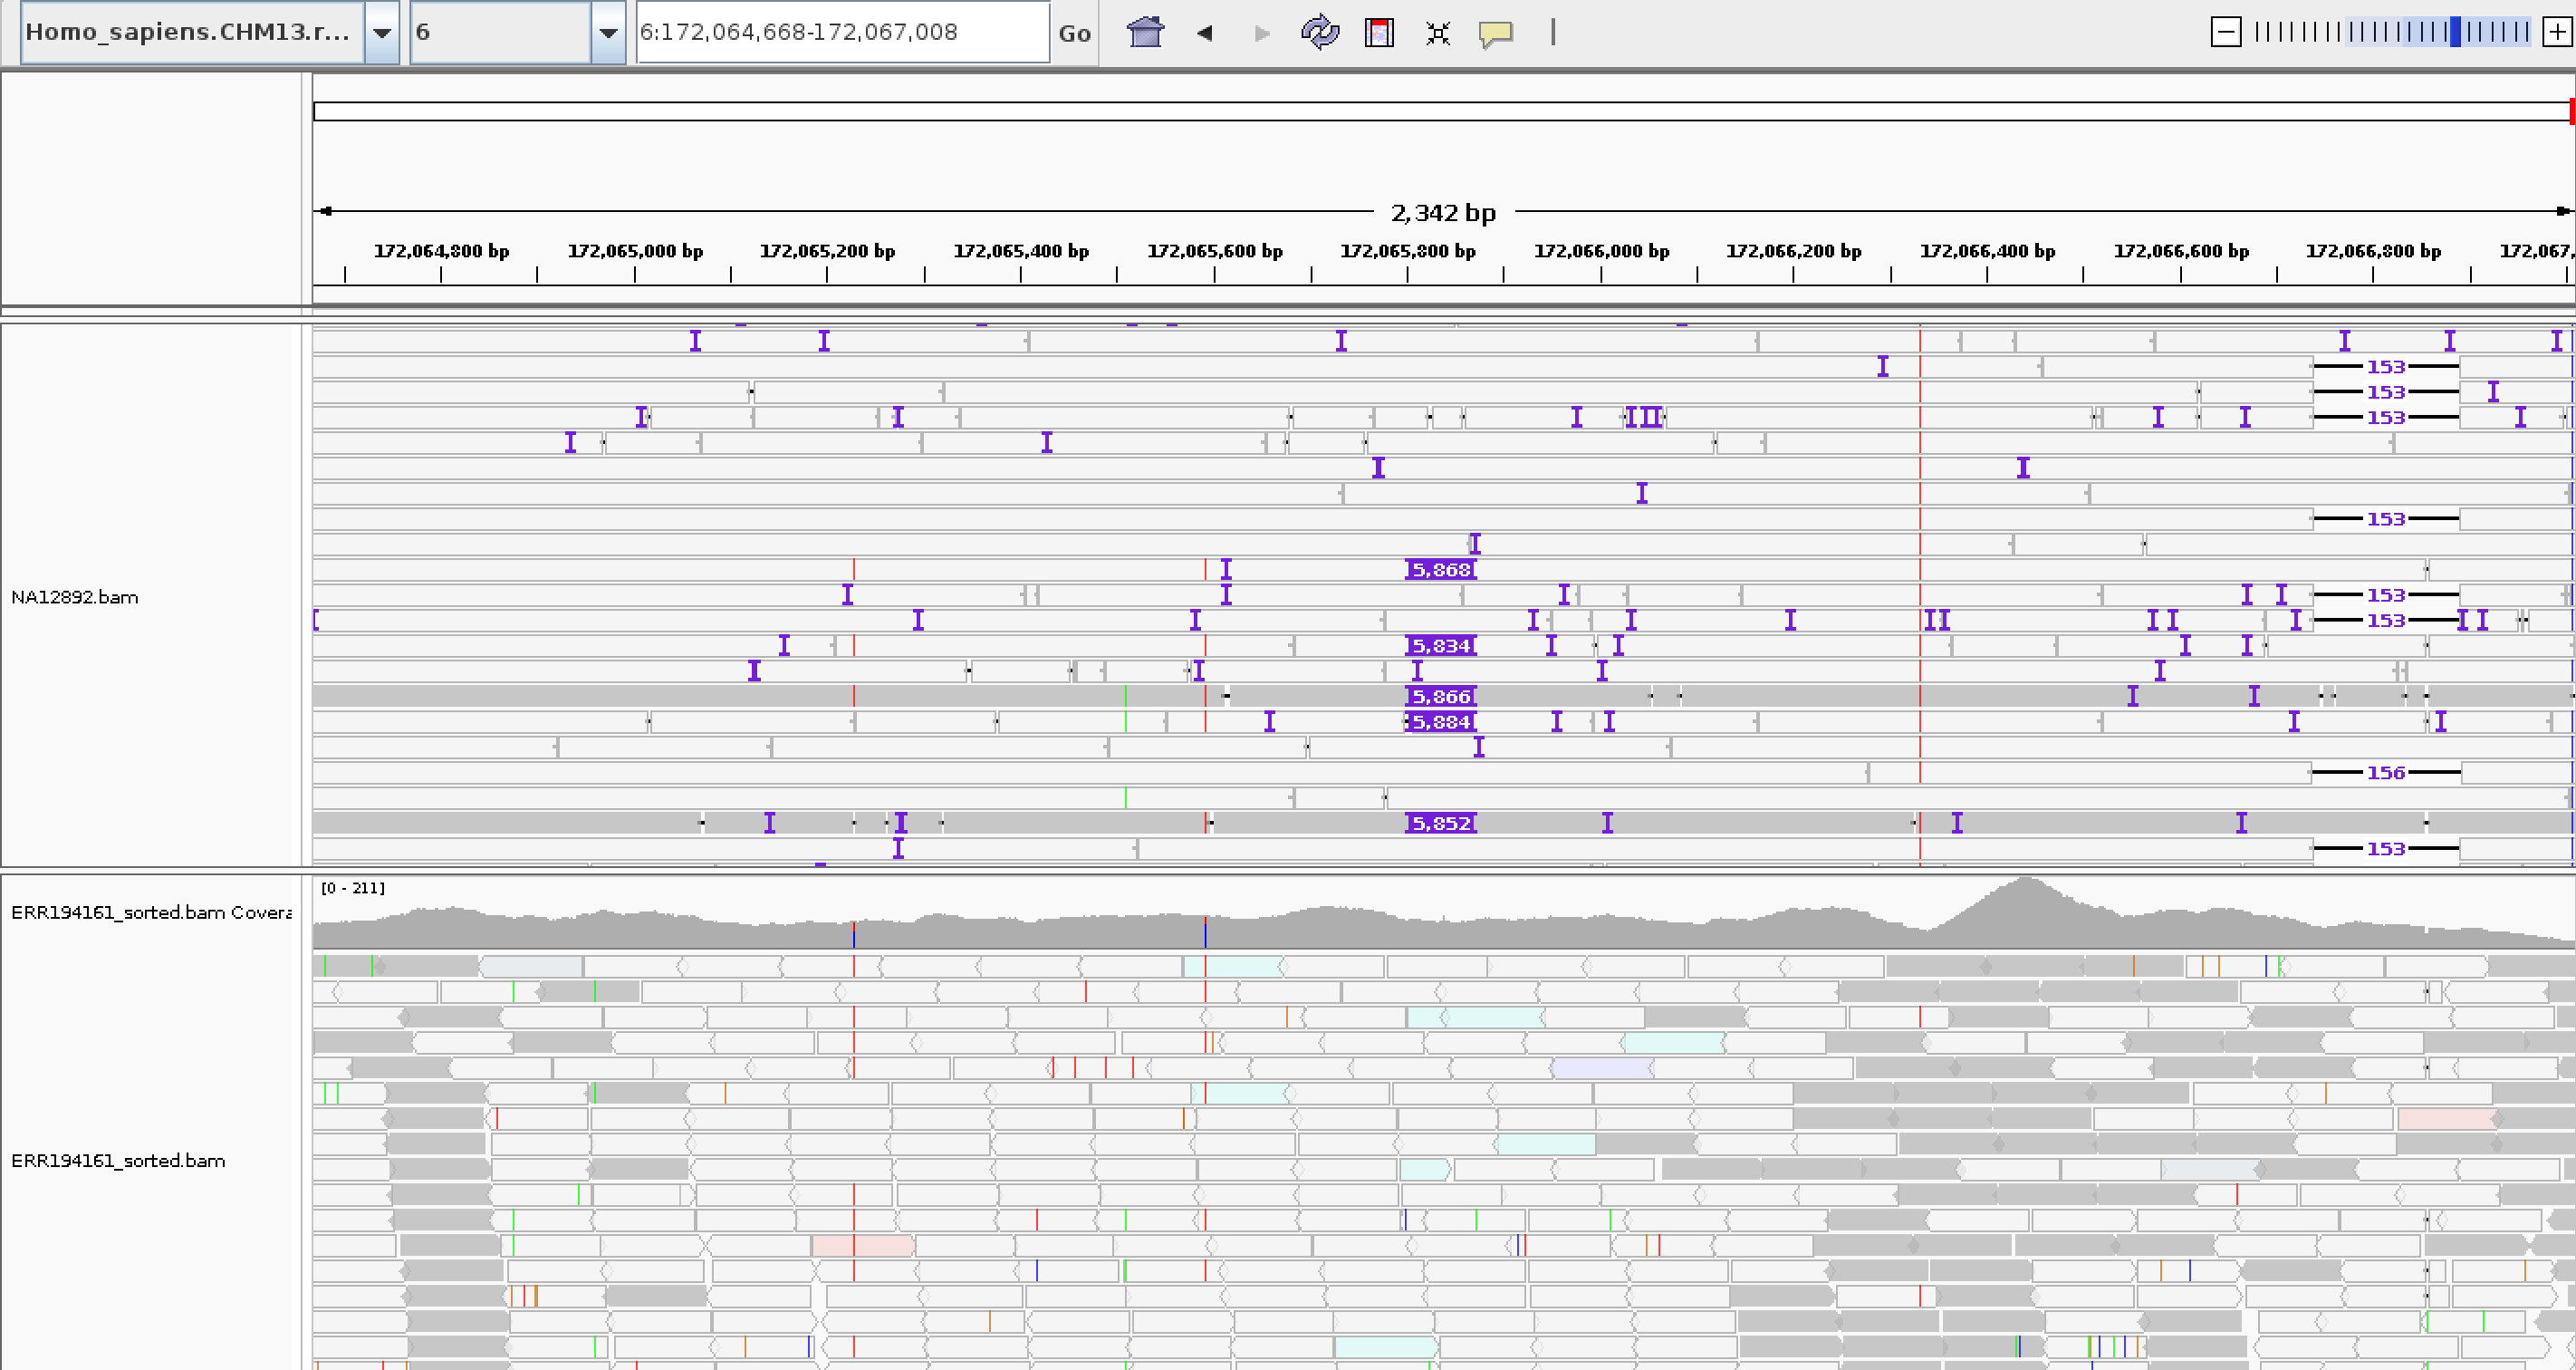 Homo_sapiens.CHM13.r... 6 6:172,064,668-172,067,008 Go
2,342 bp
172,064,800 bp 172,065,000 bp 172,065,200 bp 172,065,400 bp 172,065,600 bp 172,065,800 bp 172,066,000 bp 172,066,200 bp 172,066,400 bp 172,066,600 bp 172,066,800 bp 172,067,
153
153
153
153
5,868
NA12892.bam 153
153
5,834
5,866
5,884
156
5,852
153
[0 - 211]
ERR194161_sorted.bam Covera
ERR194161_sorted.bam